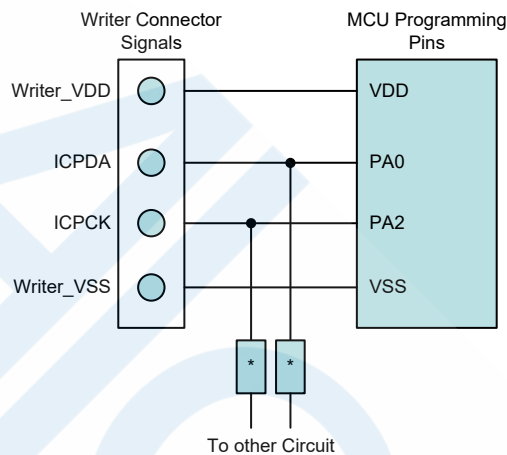 Writer Connector
Signals
MCU Programming
Pins
Writer_VDD
VDD
ICPDA
PA0
ICPCK
PA2
Writer_VSS
VSS
*
*
To other Circuit